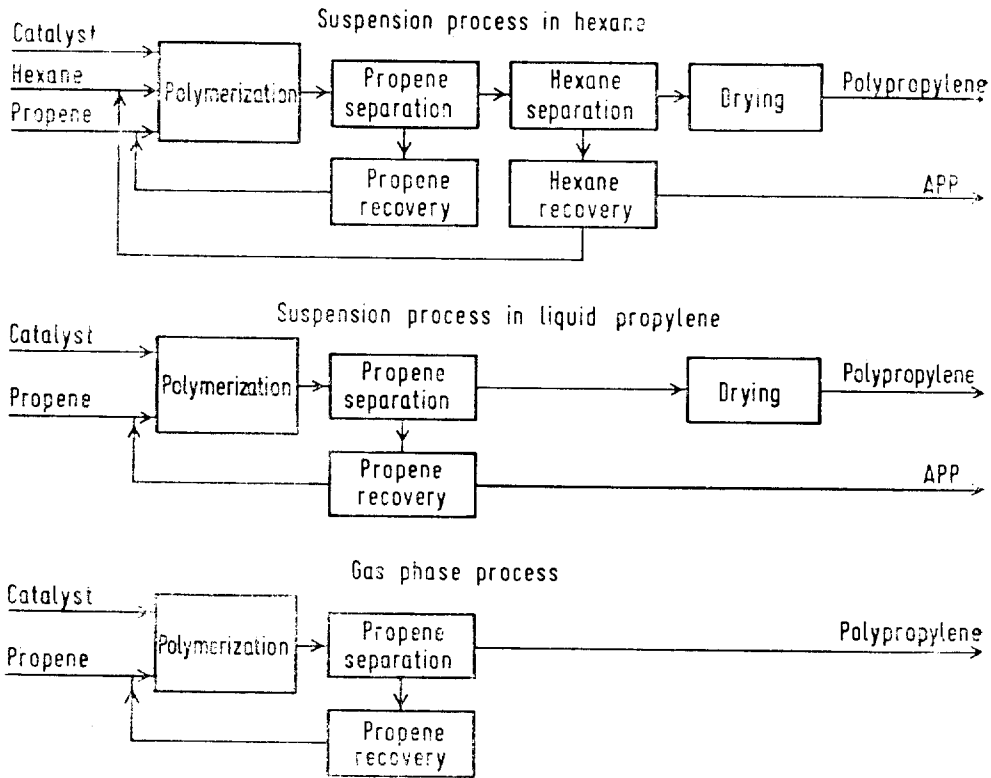 Suspension process in hexane
Catalyst
Hexane
Propene
Polymerization
Propene
separation
Hexane
separation
Drying
Polypropylene
Propene
recovery
Hexane
recovery
APP
Suspension process in liquid propylene
Catalyst
Propene
Polymerization
Propene
separation
Drying
Polypropylene
Propene
recovery
APP
Gas phase process
Catalyst
Propene
Polymerization
Propene
separation
Polypropylene
Propene
recovery